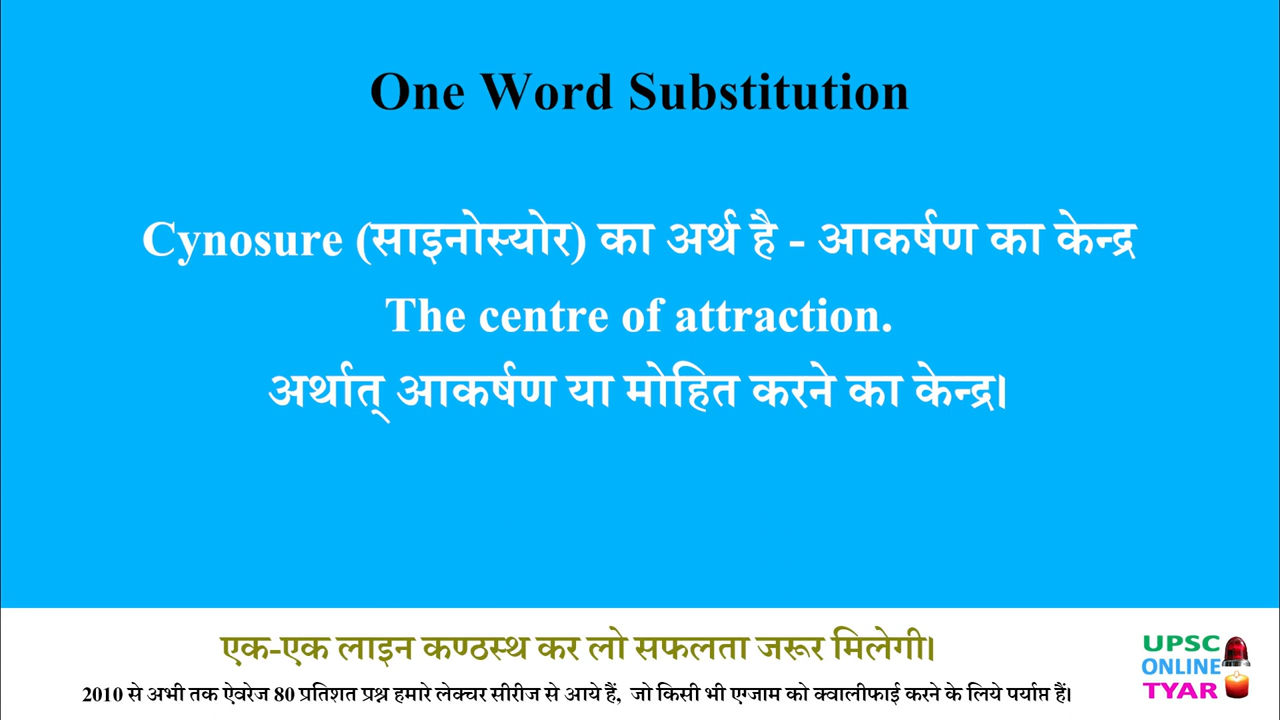 One Word Substitution
Cynosure (साइनोस्योर) का अर्थ है - आकर्षण का केन्द्र
The centre of attraction.
अर्थात् आकर्षण या मोहित करने का केन्द्र।
एक-एक लाइन कण्ठस्थ कर लो सफलता जरूर मिलेगी।
2010 से अभी तक ऐवरेज 80 प्रतिशत प्रश्न हमारे लेक्चर सीरीज से आये हैं, जो किसी भी एग्जाम को क्वालीफाई करने के लिये पर्याप्त हैं।
UPSC
ONLINE
TYAR